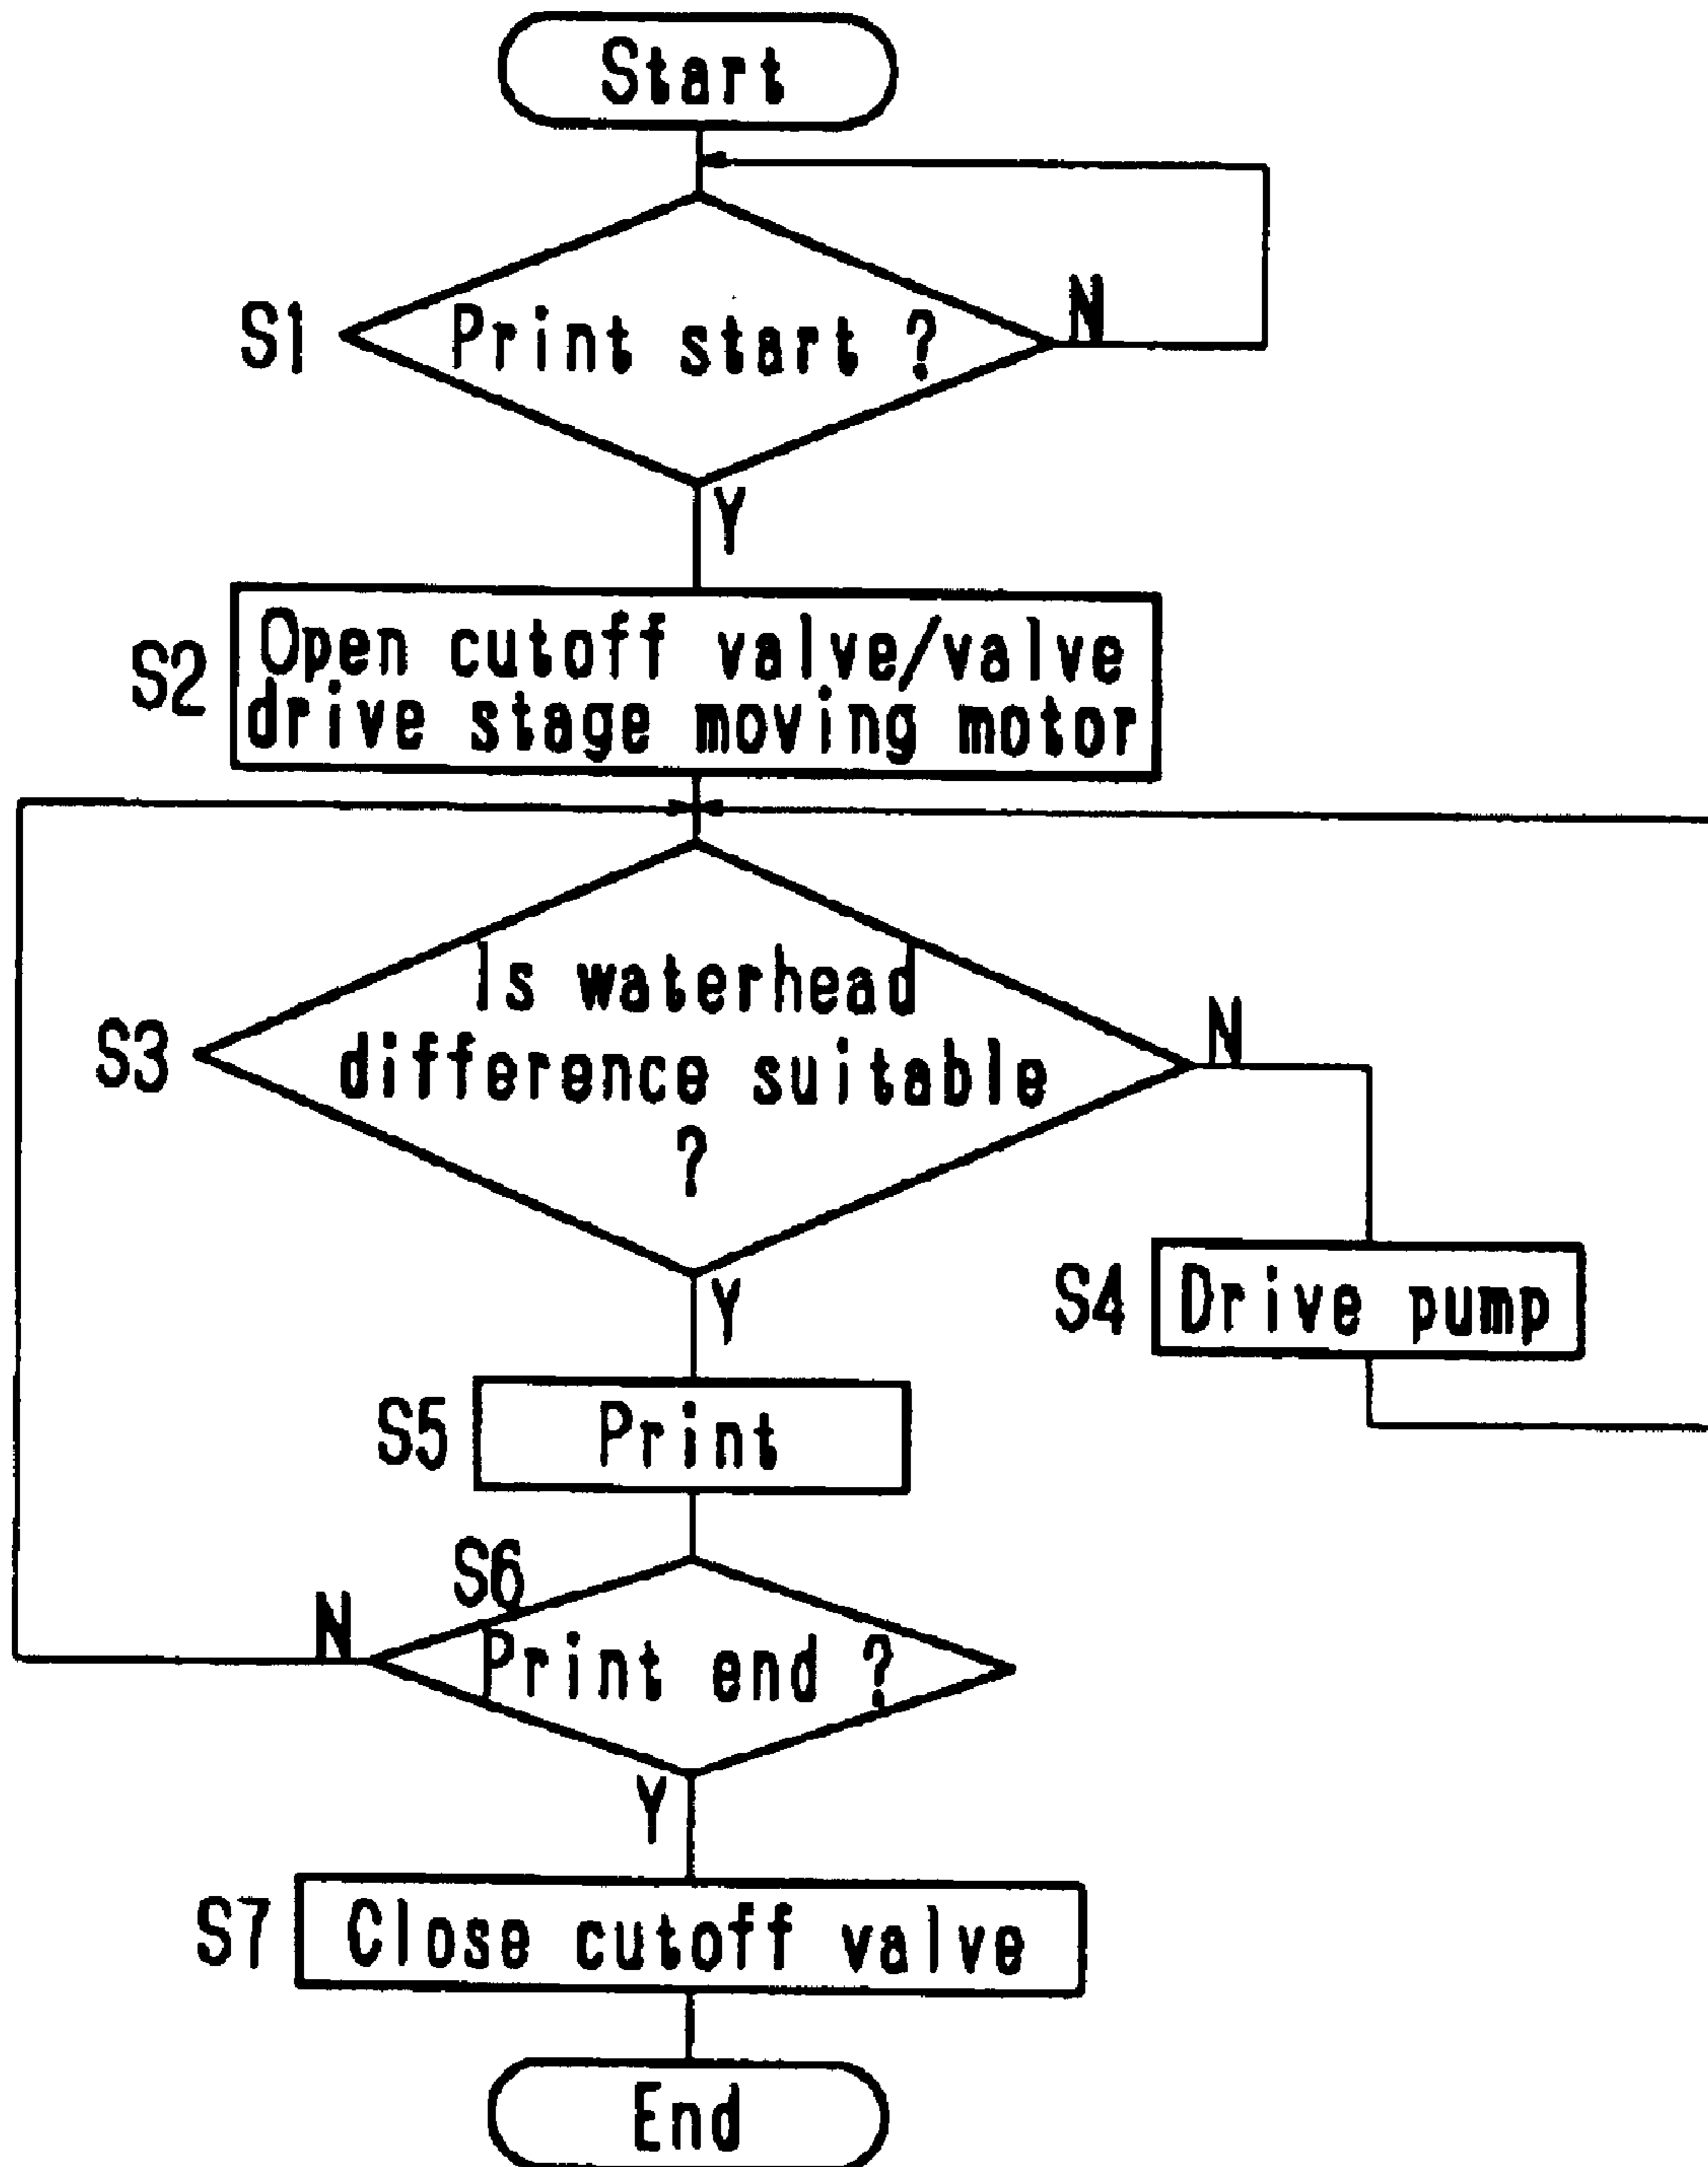 Start
S1
Print start ?
N
Y
S2
Open cutoff valve/valve
drive stage moving motor
S3
Is waterhead
difference suitable
?
N
Y
S4
Drive pump
S5
Print
S6
Print end ?
N
Y
S7
Close cutoff valve
End